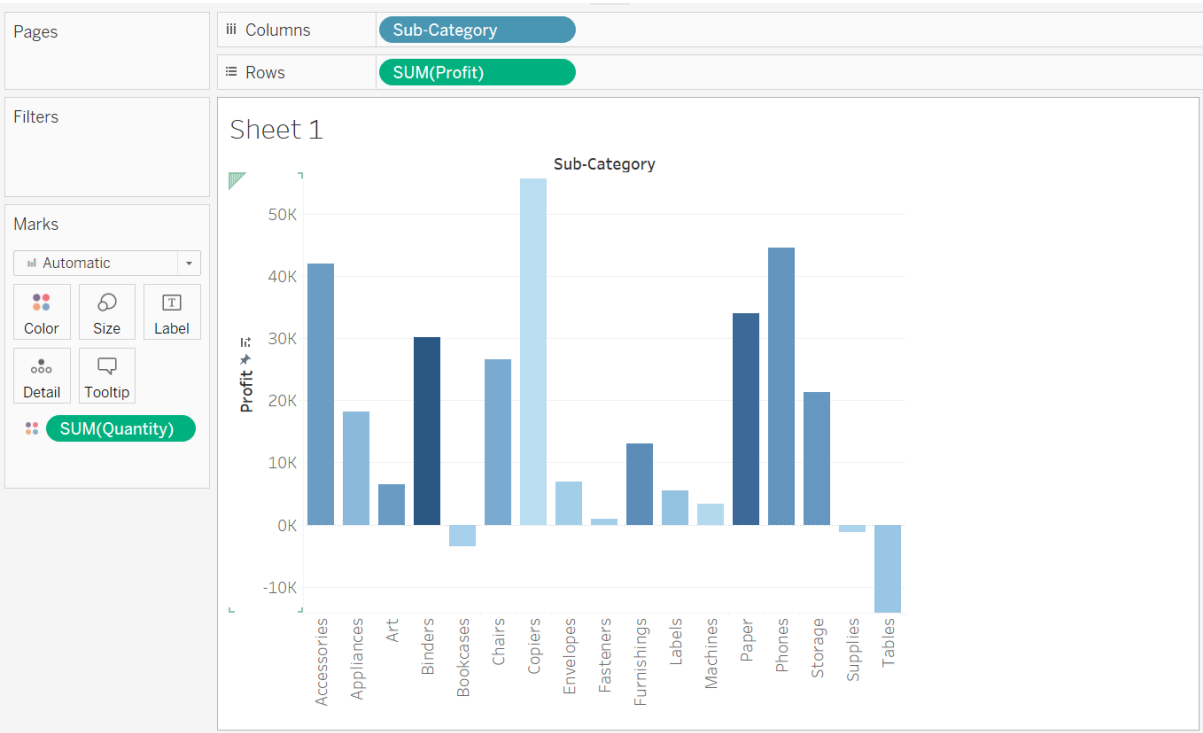 Pages
Columns
Sub-Category
Rows
SUM(Profit)
Filters
Marks
Automatic
Color
Size
T
Label
Detail
Tooltip
SUM(Quantity)
Sheet 1
Sub-Category
Profit
50K
40K
30K
20K
10K
0K
-10K
Accessories
Appliances
Art
Binders
Bookcases
Chairs
Copiers
Envelopes
Fasteners
Furnishings
Labels
Machines
Paper
Phones
Storage
Supplies
Tables